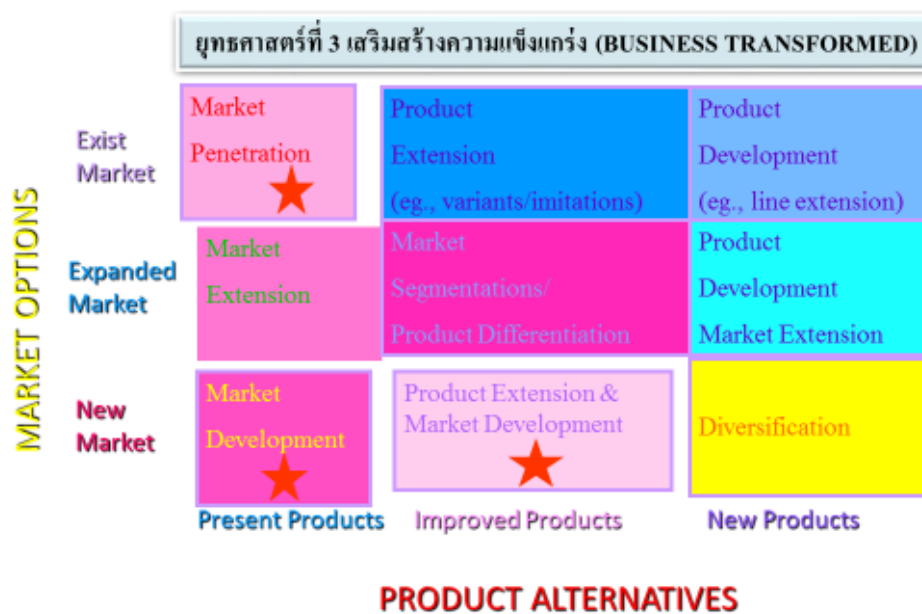 ยุทธศาสตร์ที่ 3 เสริมสร้างความแข็งแกร่ง (BUSINESS TRANSFORMED)
MARKET OPTIONS
Exist
Market
Market
Penetration
Product
Extension
(eg., variants/imitations)
Product
Development
(eg., line extension)
Expanded
Market
Market
Extension
Market
Segmentations/
Product Differentiation
Product
Development
Market Extension
New
Market
Market
Development
Product Extension &
Market Development
Diversification
Present Products
Improved Products
New Products
PRODUCT ALTERNATIVES